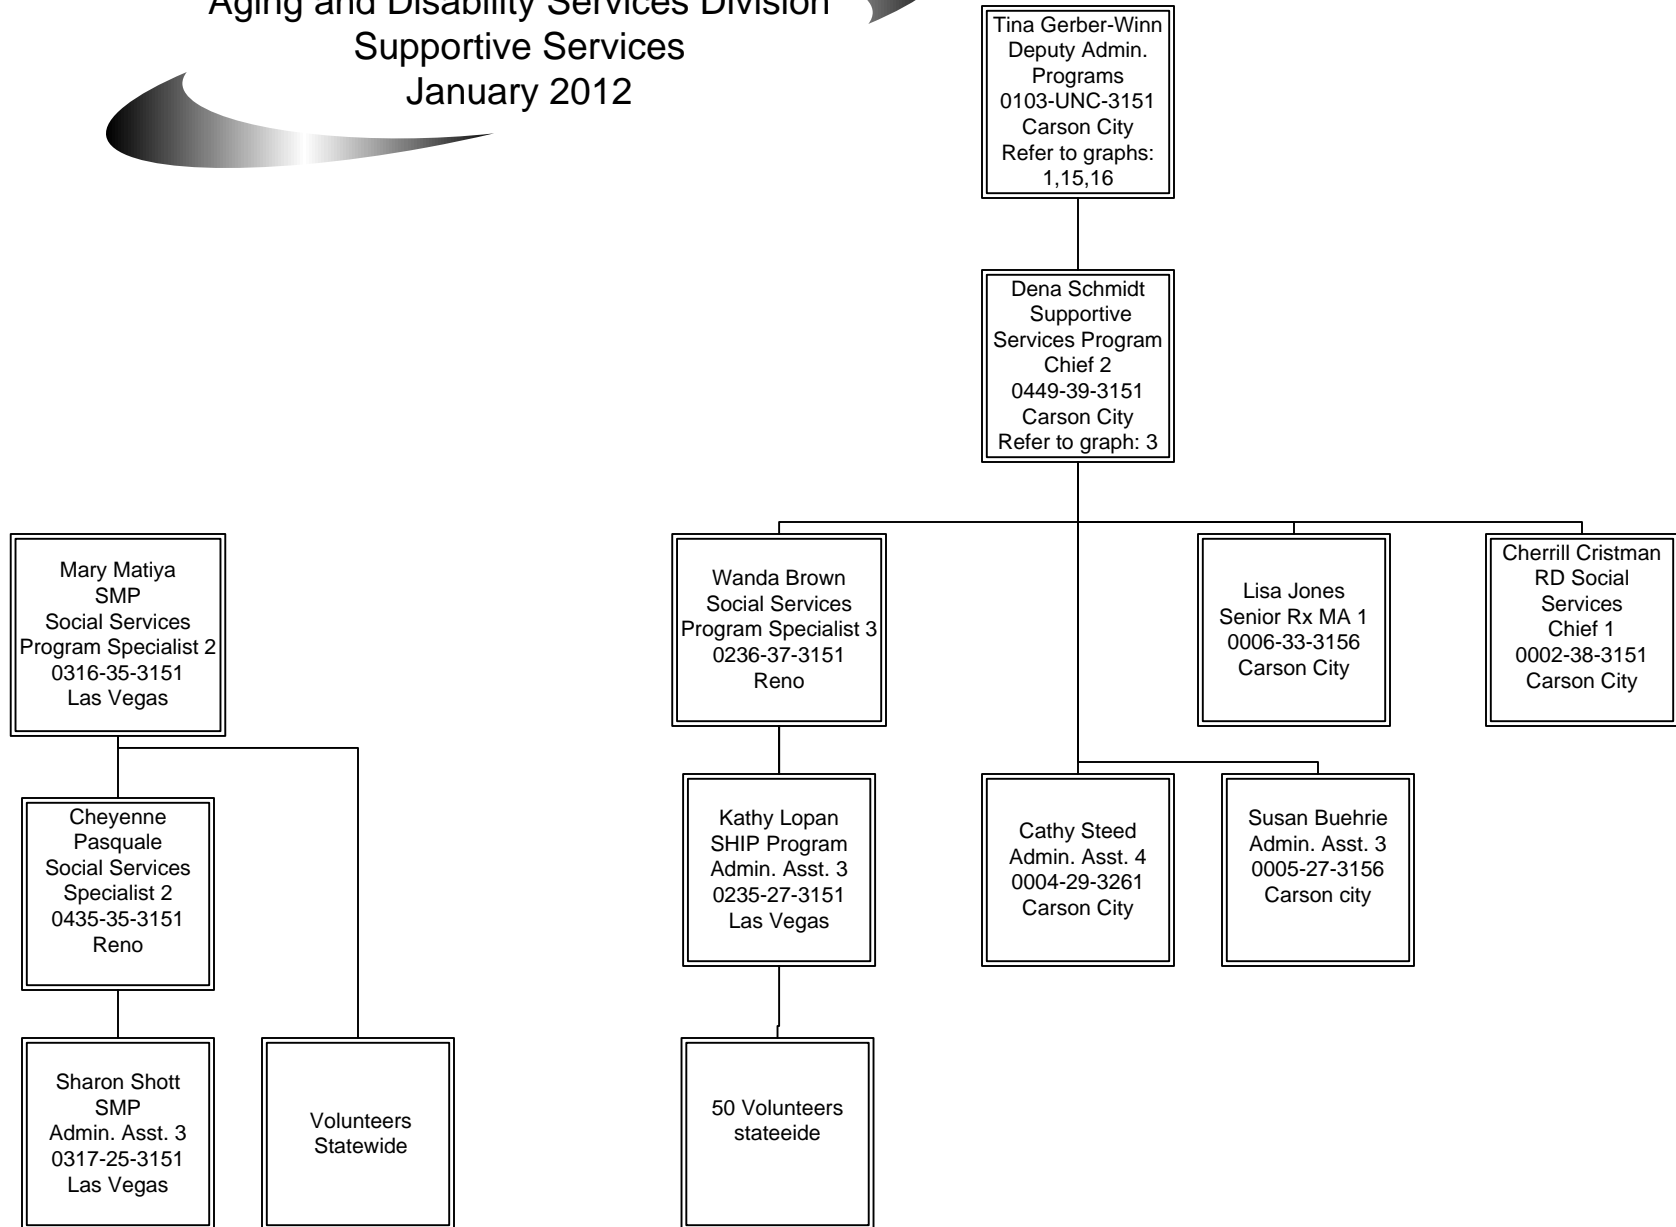 Aging and Disability Services Division
Supportive Services
January 2012
Tina Gerber-Winn
Deputy Admin.
Programs
0103-UNC-3151
Carson City
Refer to graphs:
1,15,16
Dena Schmidt
Supportive
Services Program
Chief 2
0449-39-3151
Carson City
Refer to graph: 3
Mary Matiya
SMP
Social Services
Program Specialist 2
0316-35-3151
Las Vegas
Wanda Brown
Social Services
Program Specialist 3
0236-37-3151
Reno
Lisa Jones
Senior Rx MA 1
0006-33-3156
Carson City
Cherrill Cristman
RD Social
Services
Chief 1
0002-38-3151
Carson City
Cheyenne
Pasquale
Social Services
Specialist 2
0435-35-3151
Reno
Kathy Lopan
SHIP Program
Admin. Asst. 3
0235-27-3151
Las Vegas
Cathy Steed
Admin. Asst. 4
0004-29-3261
Carson City
Susan Buehrie
Admin. Asst. 3
0005-27-3156
Carson city
Sharon Shott
SMP
Admin. Asst. 3
0317-25-3151
Las Vegas
Volunteers
Statewide
50 Volunteers
stateeide